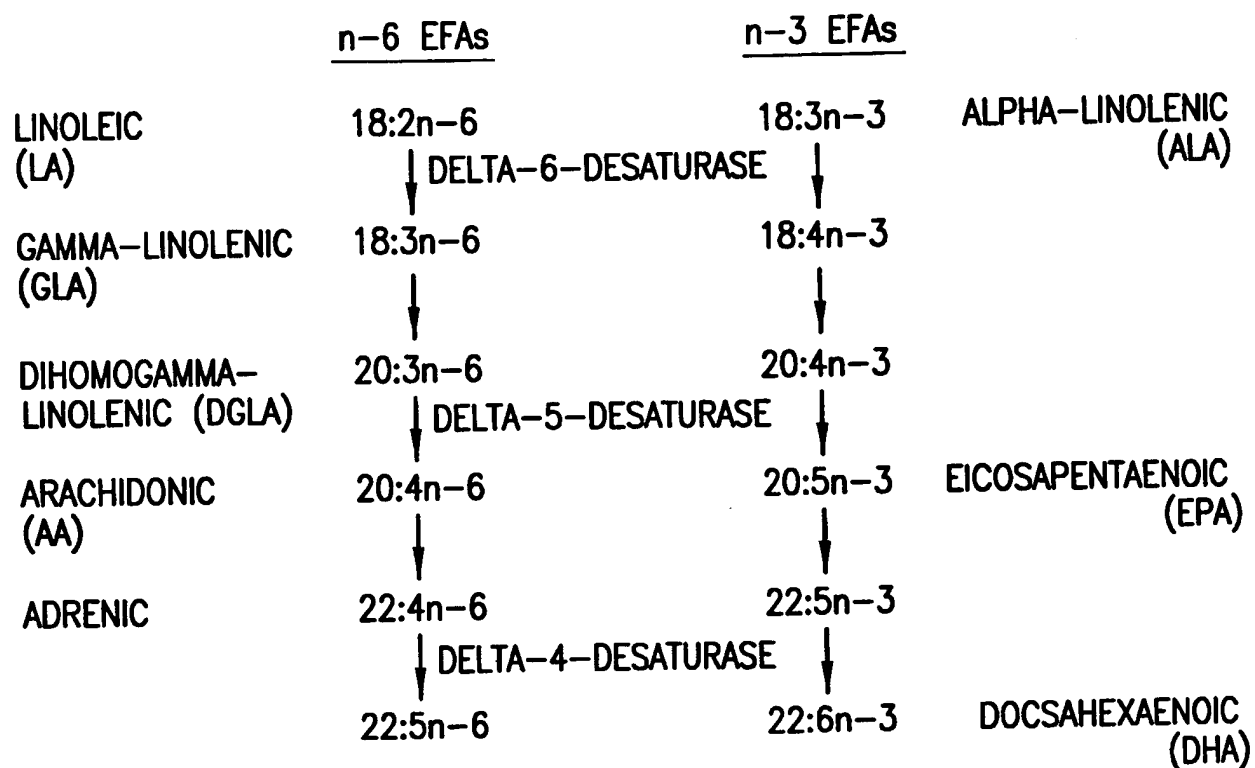 n-6 EFAs n-3 EFAs
LINOLEIC 18:2n-6 18:3n-3 ALPHA-LINOLENIC
(LA) DELTA-6-DESATURASE (ALA)
GAMMA-LINOLENIC 18:3n-6 18:4n-3
(GLA)
DIHOMOGAMMA- 20:3n-6 20:4n-3
LINOLENIC (DGLA) DELTA-5-DESATURASE
ARACHIDONIC 20:4n-6 20:5n-3 EICOSAPENTAENOIC
(AA) (EPA)
ADRENIC 22:4n-6 22:5n-3
DELTA-4-DESATURASE
22:5n-6 22:6n-3 DOCSAHEXAENOIC
(DHA)